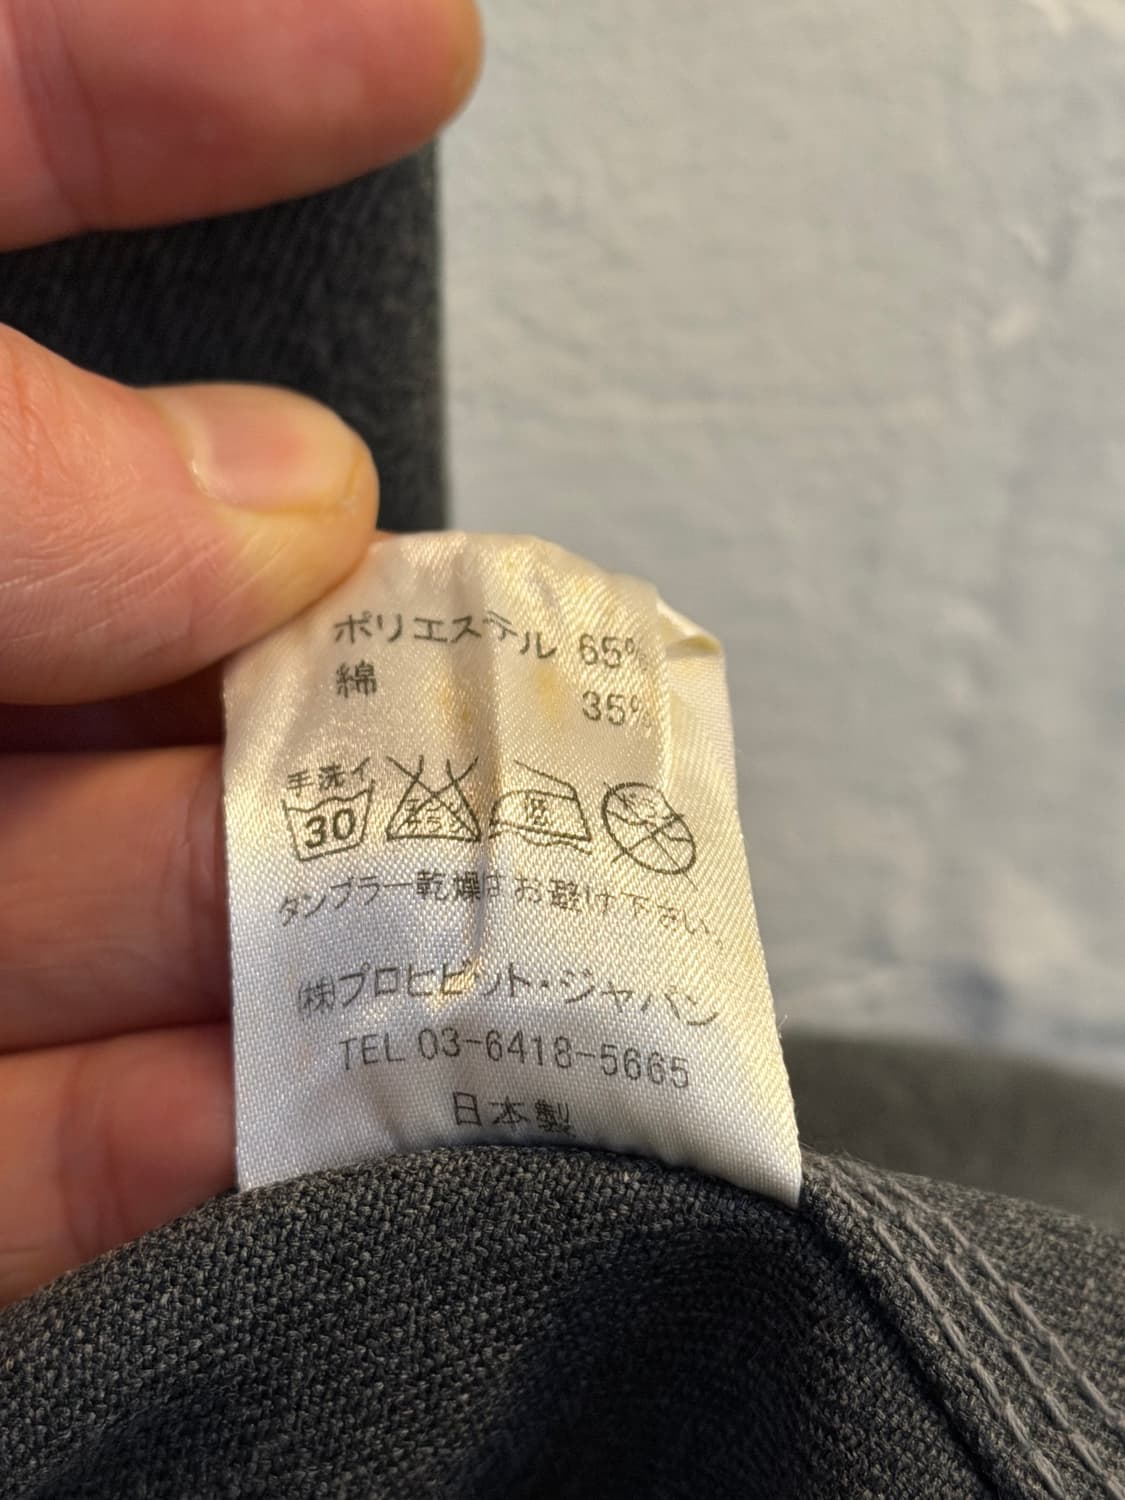 ポリエステル 65%
綿 35%
手洗イ
30
タンブラー乾燥はお避け下さい。
(株)プロヒビット・ジャパン
TEL 03-6418-5665
日本製